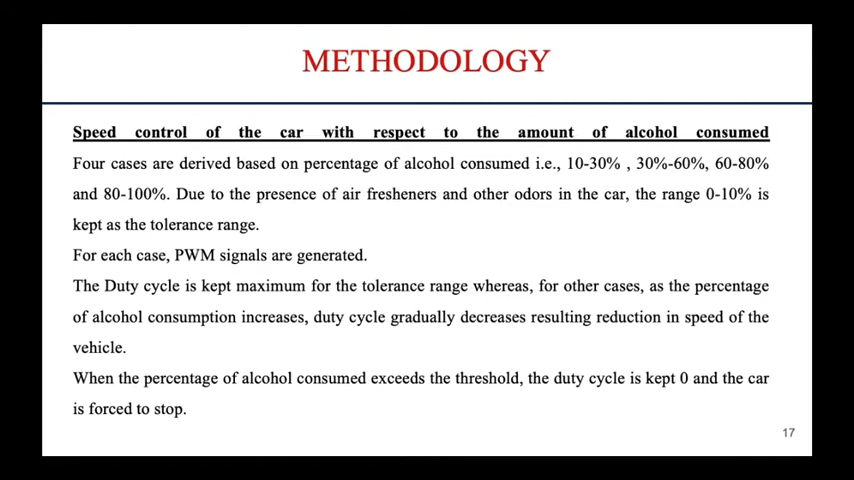 METHODOLOGY
Speed control of the car with respect to the amount of alcohol consumed
Four cases are derived based on percentage of alcohol consumed i.e., 10-30% , 30%-60%, 60-80%
and 80-100%. Due to the presence of air fresheners and other odors in the car, the range 0-10% is
kept as the tolerance range.
For each case, PWM signals are generated.
The Duty cycle is kept maximum for the tolerance range whereas, for other cases, as the percentage
of alcohol consumption increases, duty cycle gradually decreases resulting reduction in speed of the
vehicle.
When the percentage of alcohol consumed exceeds the threshold, the duty cycle is kept 0 and the car
is forced to stop.
17